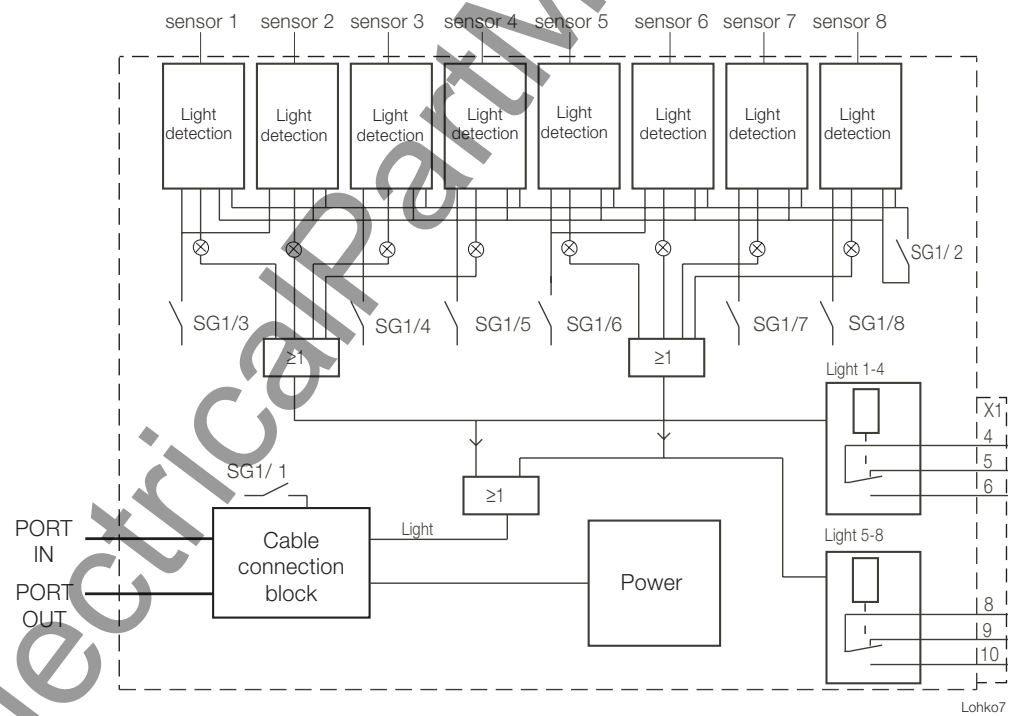 sensor 1 sensor 2 sensor 3 sensor 4 sensor 5 sensor 6 sensor 7 sensor 8
Light detection
Light detection
Light detection
Light detection
Light detection
Light detection
Light detection
Light detection
SG1/ 2
SG1/3 SG1/4 SG1/5 SG1/6 SG1/7 SG1/8
≥1 ≥1
Light 1-4
X1
4
5
6
SG1/ 1
≥1
Light
PORT
IN
PORT
OUT
Cable
connection
block
Power
Light 5-8
8
9
10
Lohko7